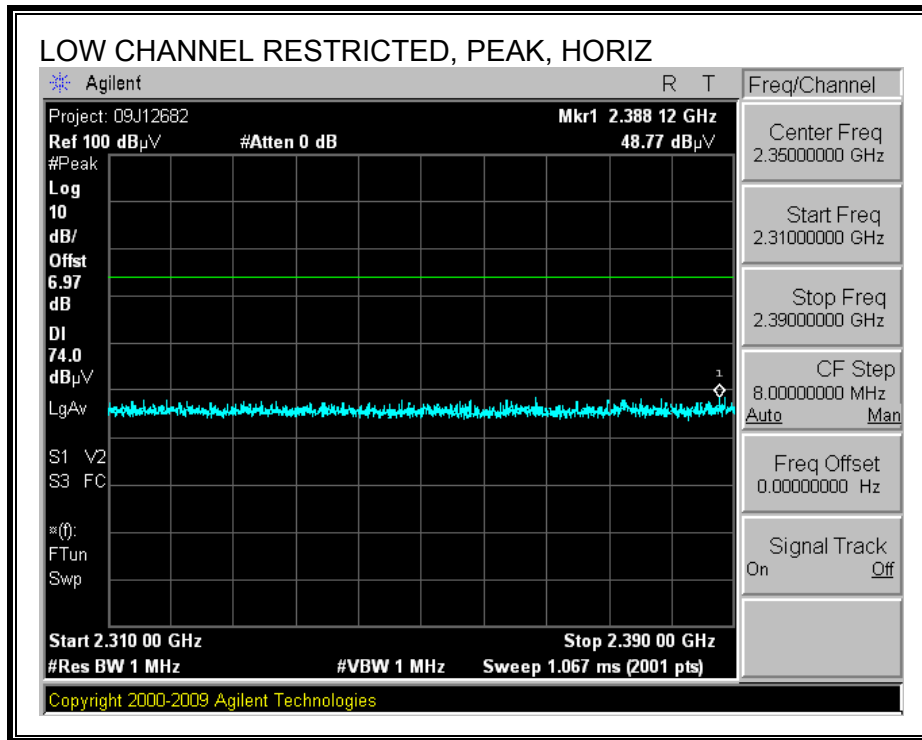 LOW CHANNEL RESTRICTED, PEAK, HORIZ
Agilent R T
Project: 09J12682 Mkr1 2.388 12 GHz
Ref 100 dBµV #Atten 0 dB 48.77 dBµV
#Peak
Log
10
dB/
Offst
6.97
dB
DI
74.0
dBµV
1
LgAv
S1 V2
S3 FC
¤(f):
FTun
Swp
Start 2.310 00 GHz Stop 2.390 00 GHz
#Res BW 1 MHz #VBW 1 MHz Sweep 1.067 ms (2001 pts)
Copyright 2000-2009 Agilent Technologies
Freq/Channel
Center Freq
2.35000000 GHz
Start Freq
2.31000000 GHz
Stop Freq
2.39000000 GHz
CF Step
8.00000000 MHz
Auto Man
Freq Offset
0.00000000 Hz
Signal Track
On Off